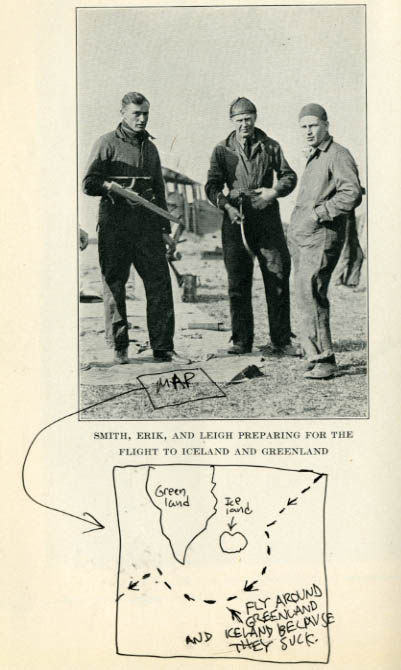 MAP
SMITH, ERIK, AND LEIGH PREPARING FOR THE
FLIGHT TO ICELAND AND GREENLAND
Green
land
Ice
land
FLY AROUND
GREENLAND
AND ICELAND BECAUSE
THEY SUCK.